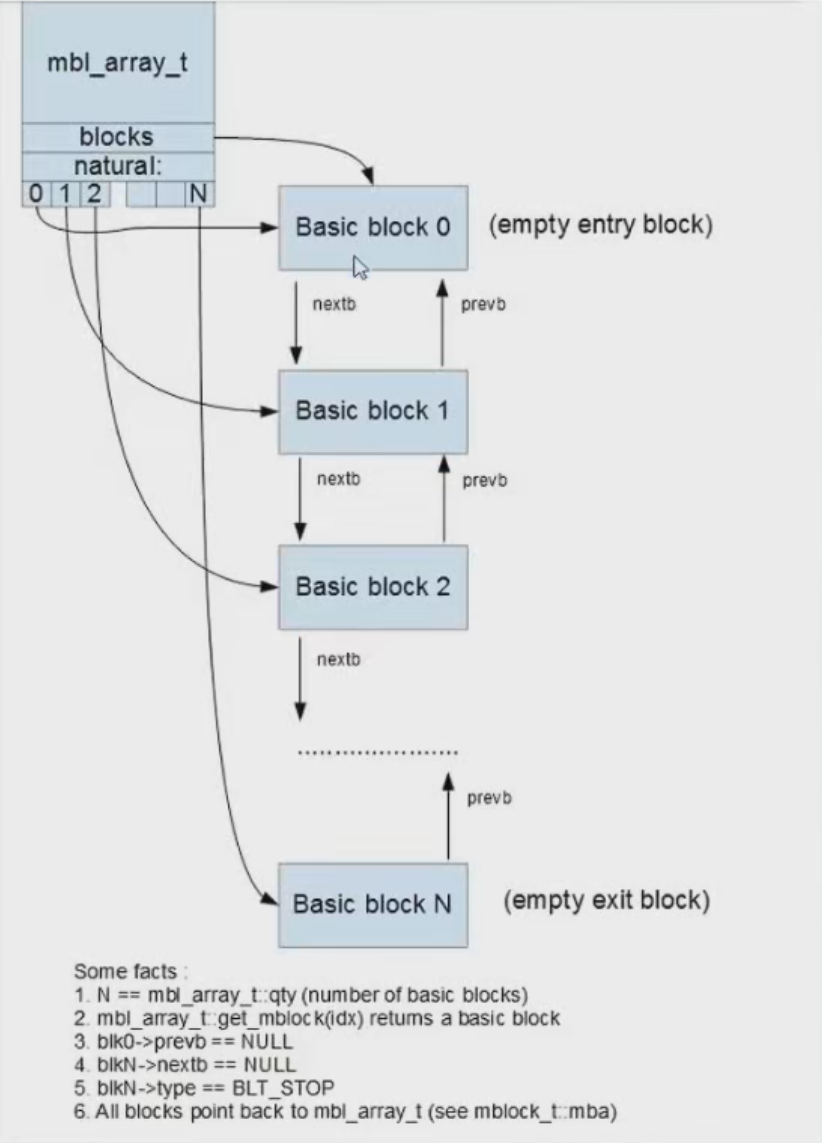 mbl_array_t
blocks
natural:
0 1 2 N
Basic block 0 (empty entry block)
nextb prevb
Basic block 1
nextb prevb
Basic block 2
nextb
prevb
Basic block N (empty exit block)
Some facts :
1. N == mbl_array_t::qty (number of basic blocks)
2. mbl_array_t::get_mblock(idx) returns a basic block
3. blk0->prevb == NULL
4. blkN->nextb == NULL
5. blkN->type == BLT_STOP
6. All blocks point back to mbl_array_t (see mblock_t::mba)